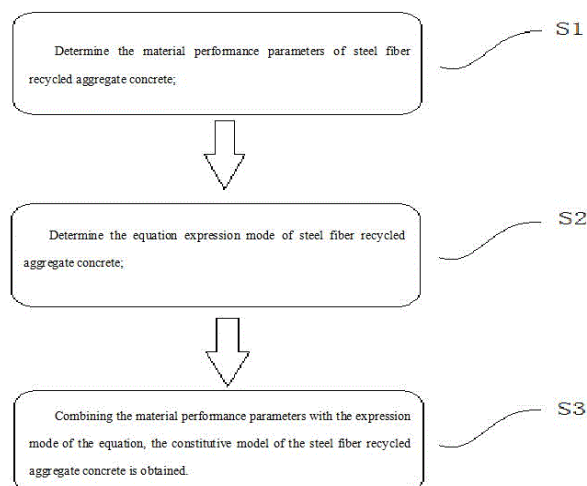 S1
Determine the material performance parameters of steel fiber
recycled aggregate concrete;
S2
Determine the equation expression mode of steel fiber recycled
aggregate concrete;
S3
Combining the material performance parameters with the expression
mode of the equation, the constitutive model of the steel fiber recycled
aggregate concrete is obtained.